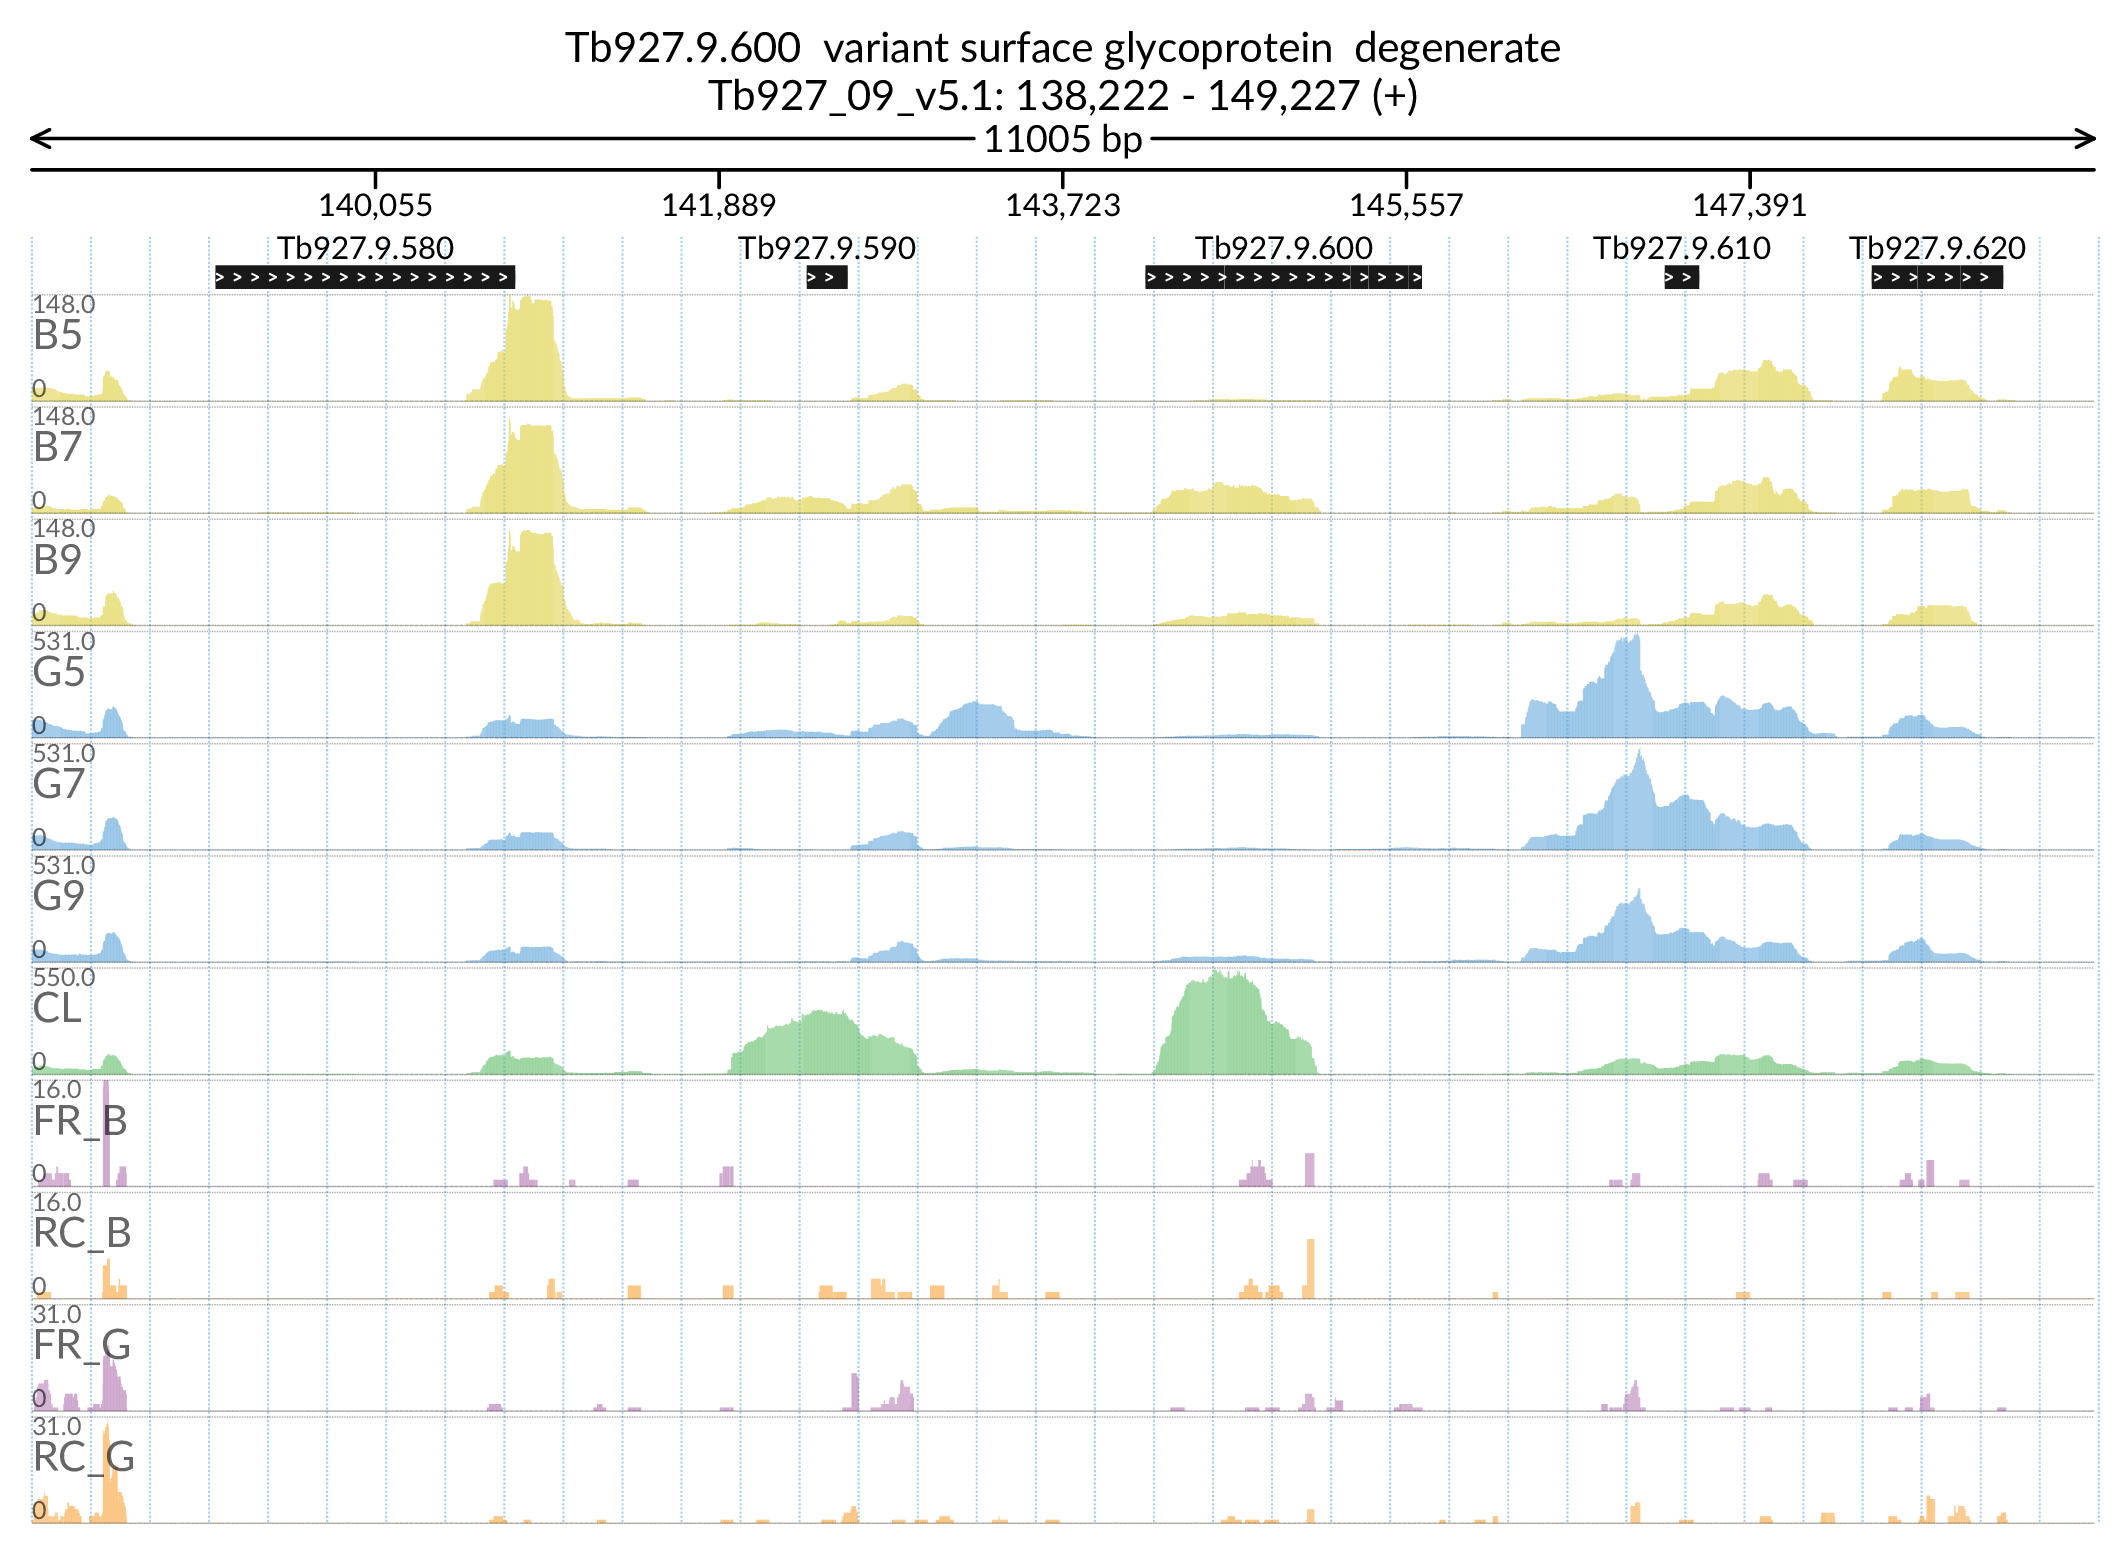 Tb927.9.600 variant surface glycoprotein degenerate
Tb927_09_v5.1: 138,222 - 149,227 (+)
11005 bp
140,055 141,889 143,723 145,557 147,391
Tb927.9.580 Tb927.9.590 Tb927.9.600 Tb927.9.610 Tb927.9.620
148.0
B5
0
148.0
B7
0
148.0
B9
0
531.0
G5
0
531.0
G7
0
531.0
G9
0
550.0
CL
0
16.0
FR_B
0
16.0
RC_B
0
31.0
FR_G
0
31.0
RC_G
0